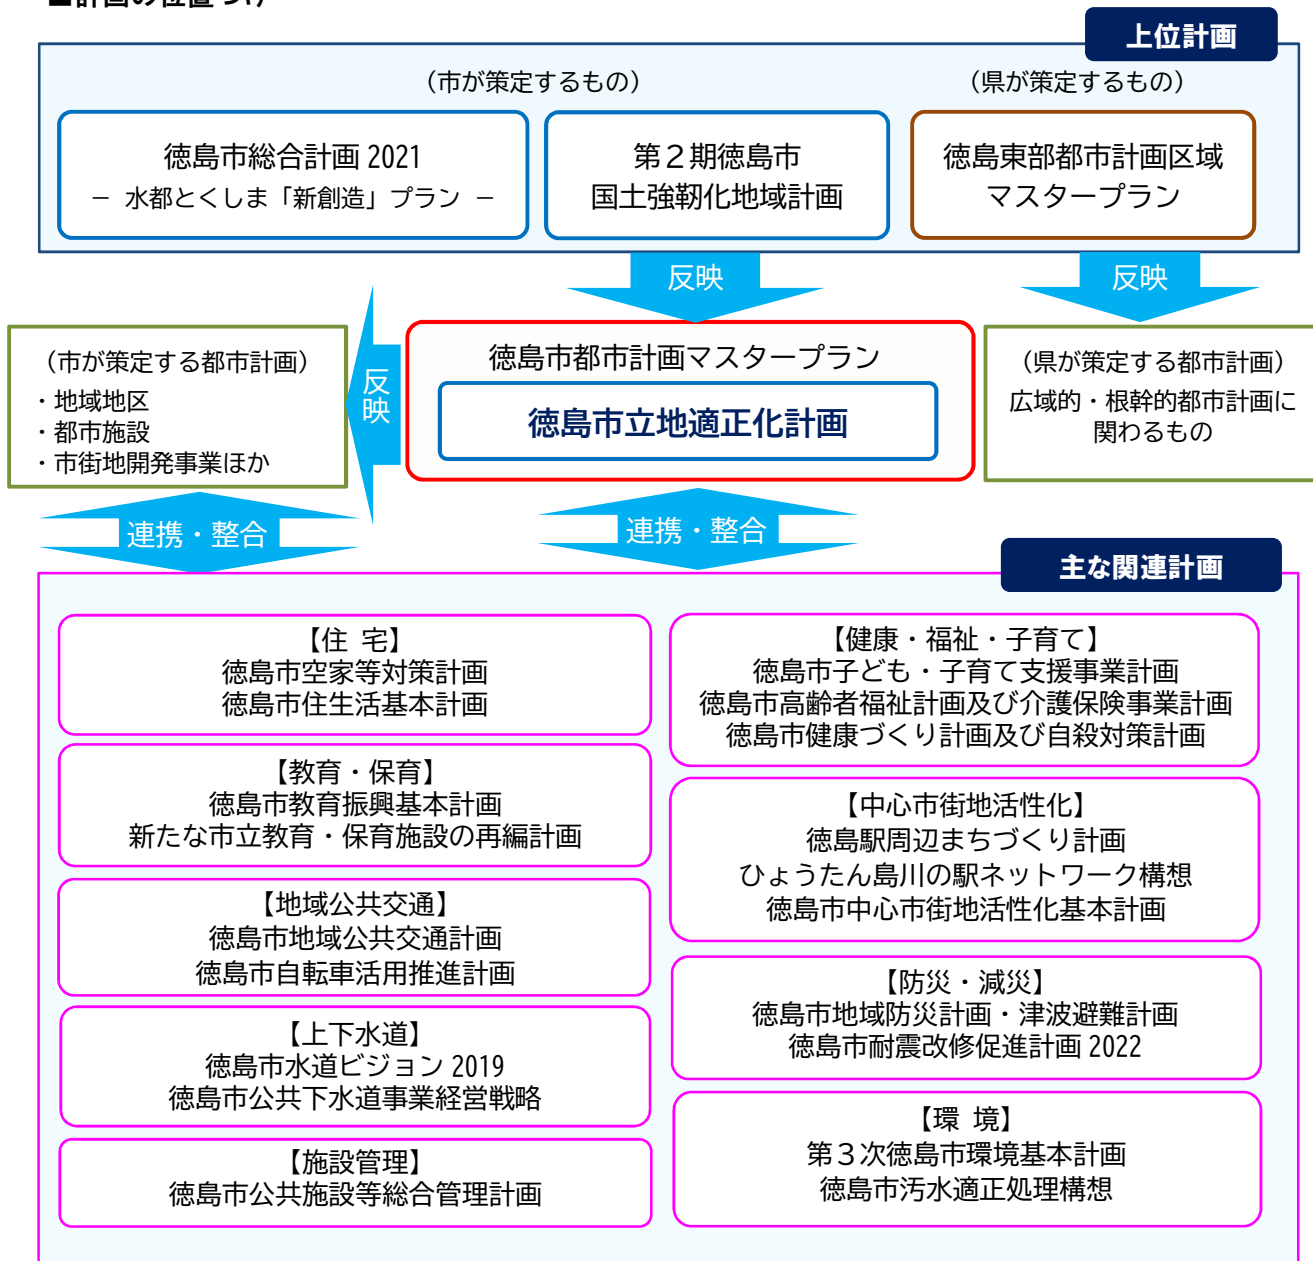 ■計画の位置づけ
上位計画
（市が策定するもの）
（県が策定するもの）
徳島市総合計画 2021
－ 水都とくしま「新創造」プラン －
第２期徳島市
国土強靭化地域計画
徳島東部都市計画区域
マスタープラン
反映
反映
（市が策定する都市計画）
・地域地区
・都市施設
・市街地開発事業ほか
反映
徳島市都市計画マスタープラン
徳島市立地適正化計画
（県が策定する都市計画）
広域的・根幹的都市計画に
関わるもの
連携・整合
連携・整合
主な関連計画
【住 宅】
徳島市空家等対策計画
徳島市住生活基本計画
【教育・保育】
徳島市教育振興基本計画
新たな市立教育・保育施設の再編計画
【地域公共交通】
徳島市地域公共交通計画
徳島市自転車活用推進計画
【上下水道】
徳島市水道ビジョン 2019
徳島市公共下水道事業経営戦略
【施設管理】
徳島市公共施設等総合管理計画
【健康・福祉・子育て】
徳島市子ども・子育て支援事業計画
徳島市高齢者福祉計画及び介護保険事業計画
徳島市健康づくり計画及び自殺対策計画
【中心市街地活性化】
徳島駅周辺まちづくり計画
ひょうたん島川の駅ネットワーク構想
徳島市中心市街地活性化基本計画
【防災・減災】
徳島市地域防災計画・津波避難計画
徳島市耐震改修促進計画 2022
【環 境】
第３次徳島市環境基本計画
徳島市汚水適正処理構想